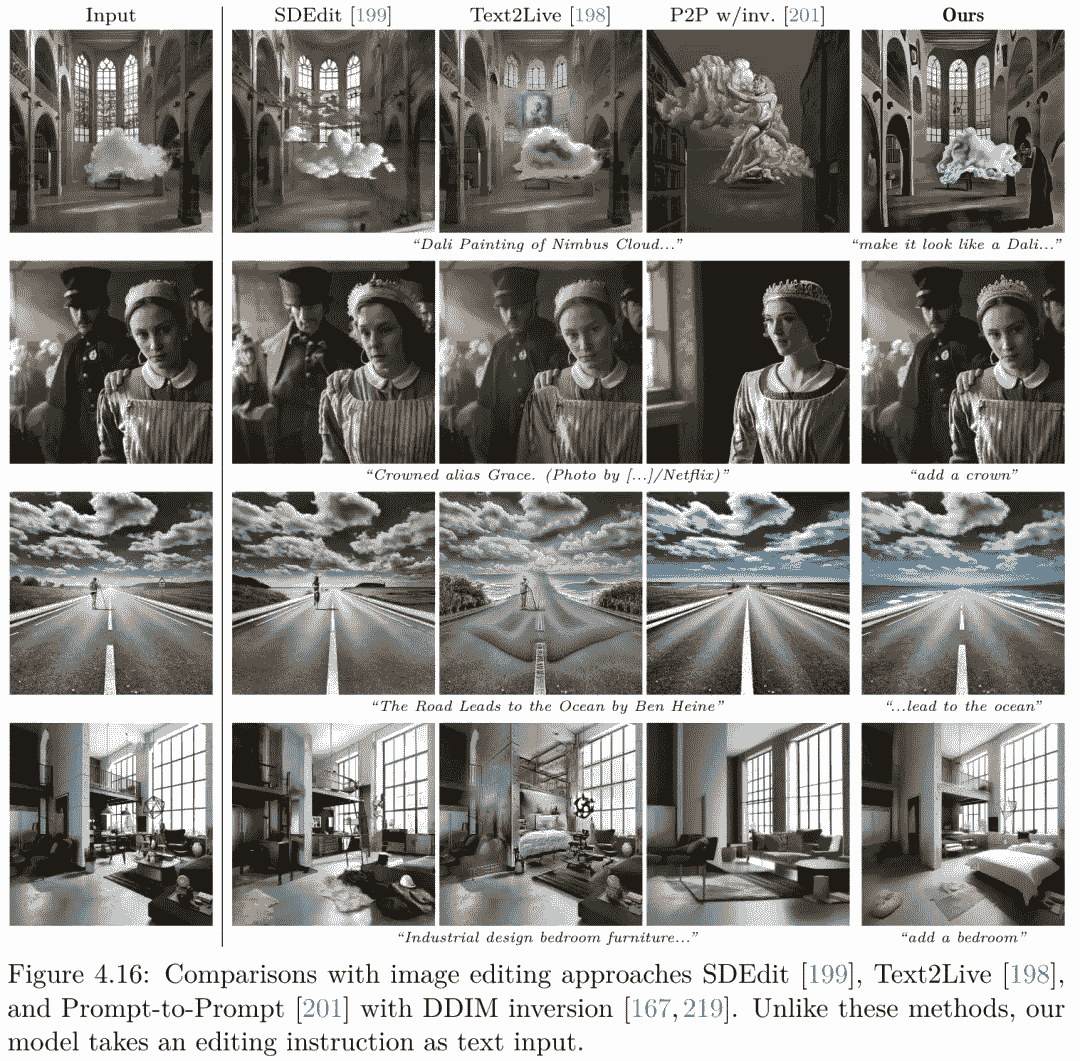 Input SDEdit [199] Text2Live [198] P2P w/inv. [201] Ours
“Dali Painting of Nimbus Cloud...” “make it look like a Dali...”
“Crowned alias Grace. (Photo by [...]/Netflix)” “add a crown”
“The Road Leads to the Ocean by Ben Heine” “...lead to the ocean”
“Industrial design bedroom furniture...” “add a bedroom”
Figure 4.16: Comparisons with image editing approaches SDEdit [199], Text2Live [198],
and Prompt-to-Prompt [201] with DDIM inversion [167, 219]. Unlike these methods, our
model takes an editing instruction as text input.